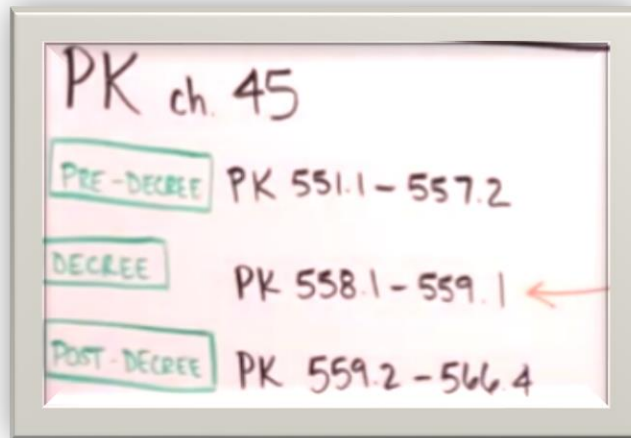 PK ch. 45
PRE-DECREE PK 551.1-557.2
DECREE PK 558.1-559.1
POST-DECREE PK 559.2-566.4